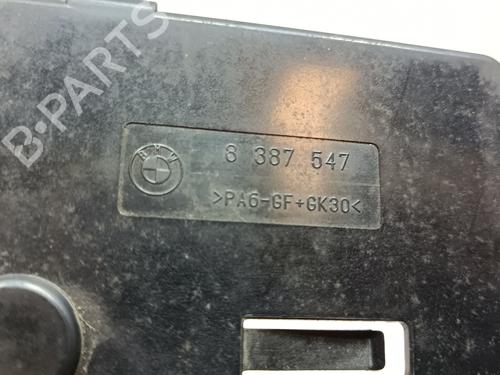 B-PARTS
BMW
8 387 547
>PA6-GF+GK30<